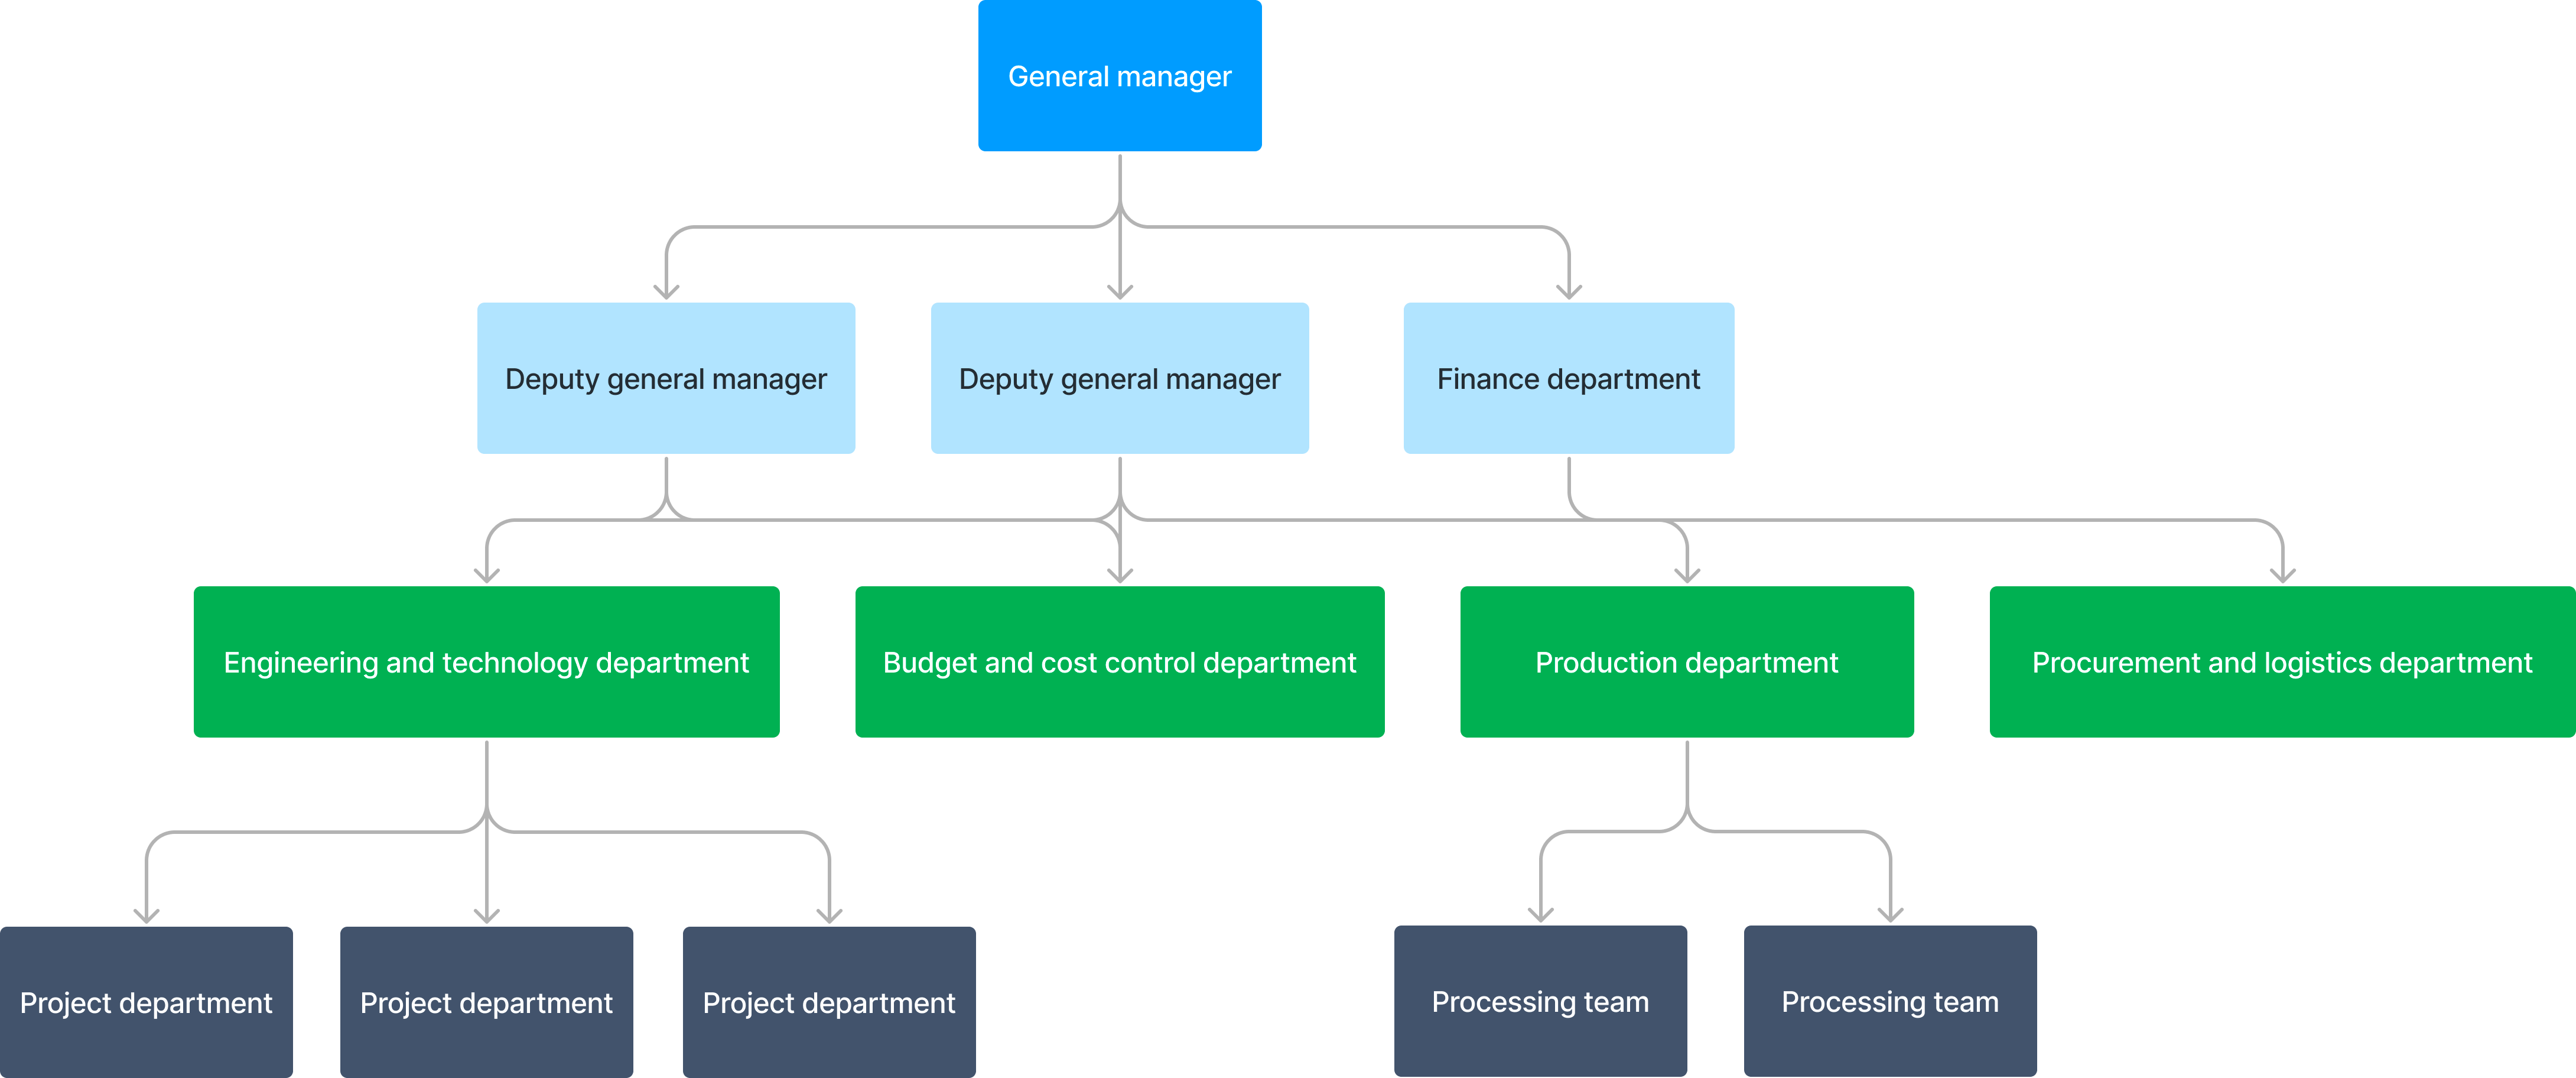 General manager
Deputy general manager
Deputy general manager
Finance department
Engineering and technology department
Budget and cost control department
Production department
Procurement and logistics department
Project department
Project department
Project department
Processing team
Processing team